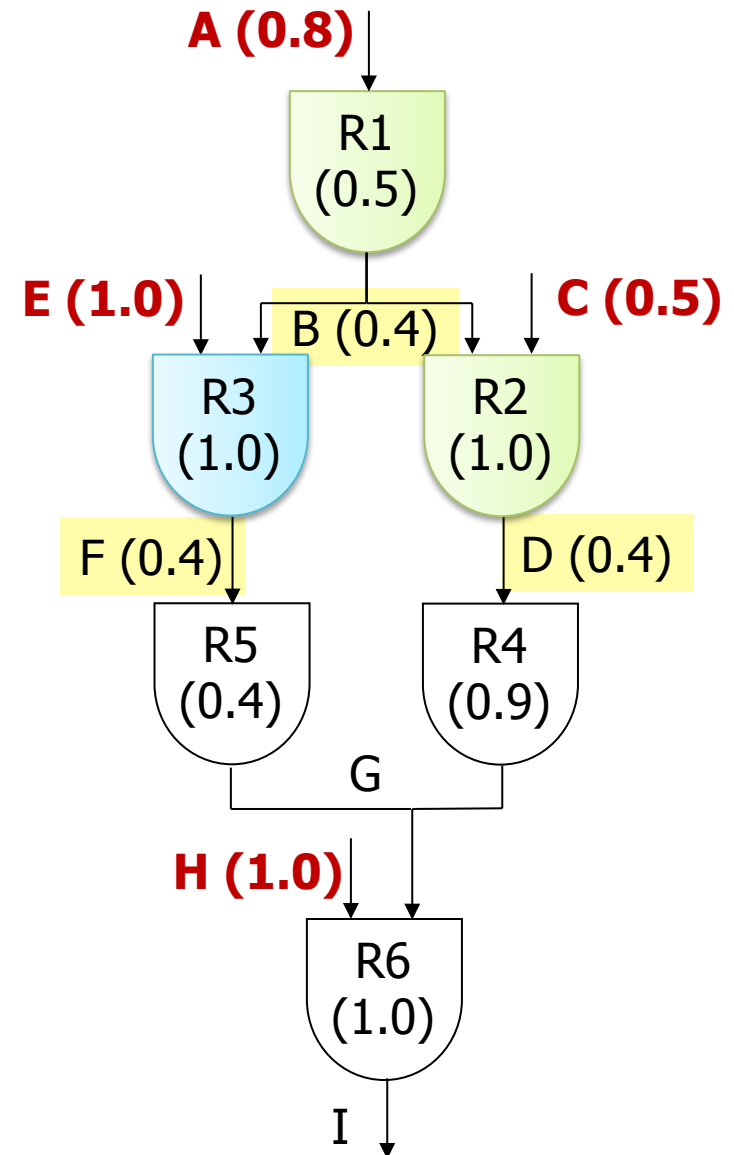 A (0.8)
R1
(0.5)
E (1.0)
B (0.4)
C (0.5)
R3
(1.0)
R2
(1.0)
F (0.4)
D (0.4)
R5
(0.4)
R4
(0.9)
G
H (1.0)
R6
(1.0)
I